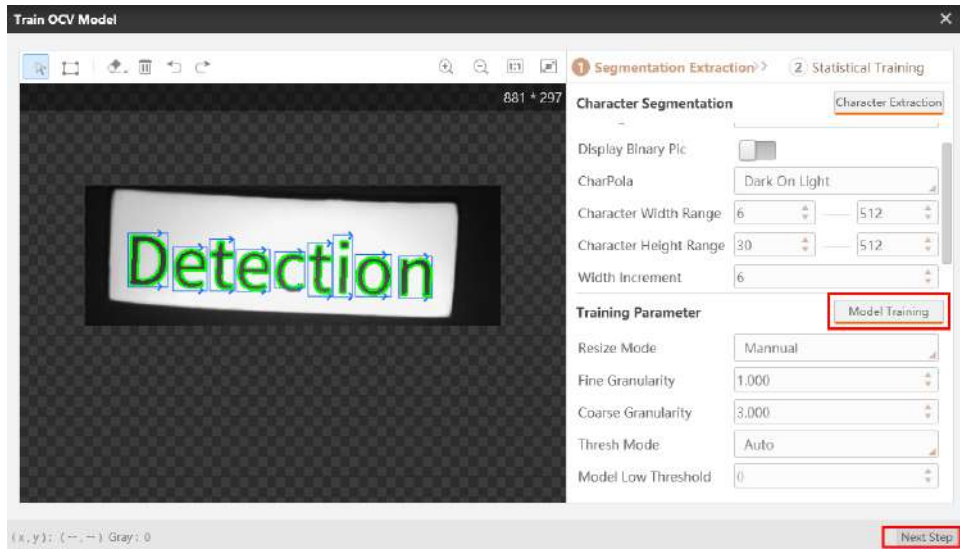 Train OCV Model
881 * 297
Detection
1 Segmentation Extraction >> 2 Statistical Training
Character Segmentation Character Extraction
Display Binary Pic
CharPola Dark On Light
Character Width Range 6 512
Character Height Range 30 512
Width Increment 6
Training Parameter Model Training
Resize Mode Mannual
Fine Granularity 1.000
Coarse Granularity 3.000
Thresh Mode Auto
Model Low Threshold 0
(x,y): (--,--) Gray: 0 Next Step